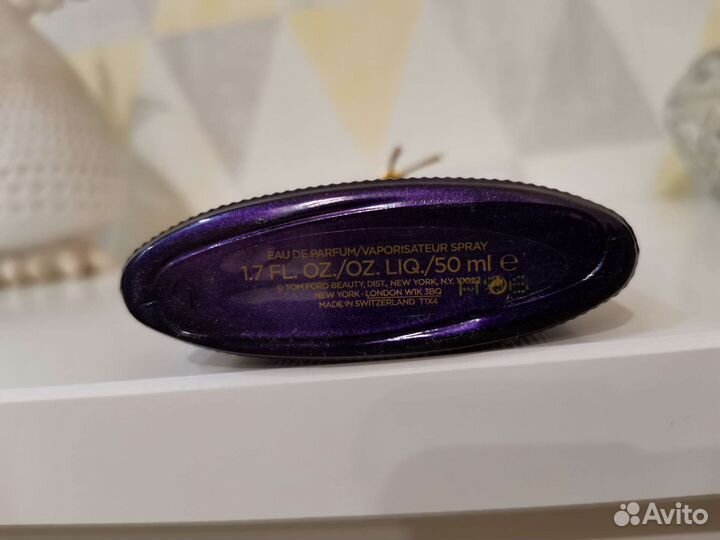 EAU DE PARFUM/VAPORISATEUR SPRAY
1.7 FL. OZ./OZ. LIQ./50 ml ℮
© TOM FORD BEAUTY, DIST., NEW YORK, N.Y. 10022
NEW YORK · LONDON W1K 3BQ
MADE IN SWITZERLAND T1X4
Avito